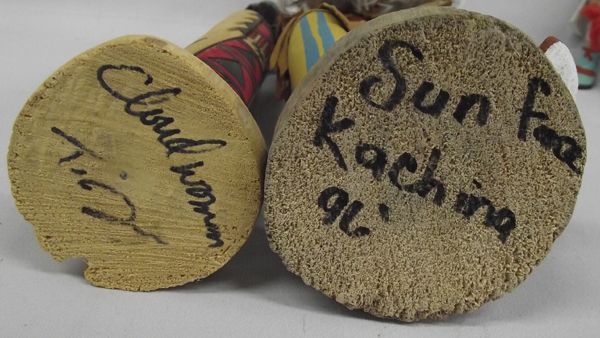 Cloud woman
Sun Face
Kachina
96'